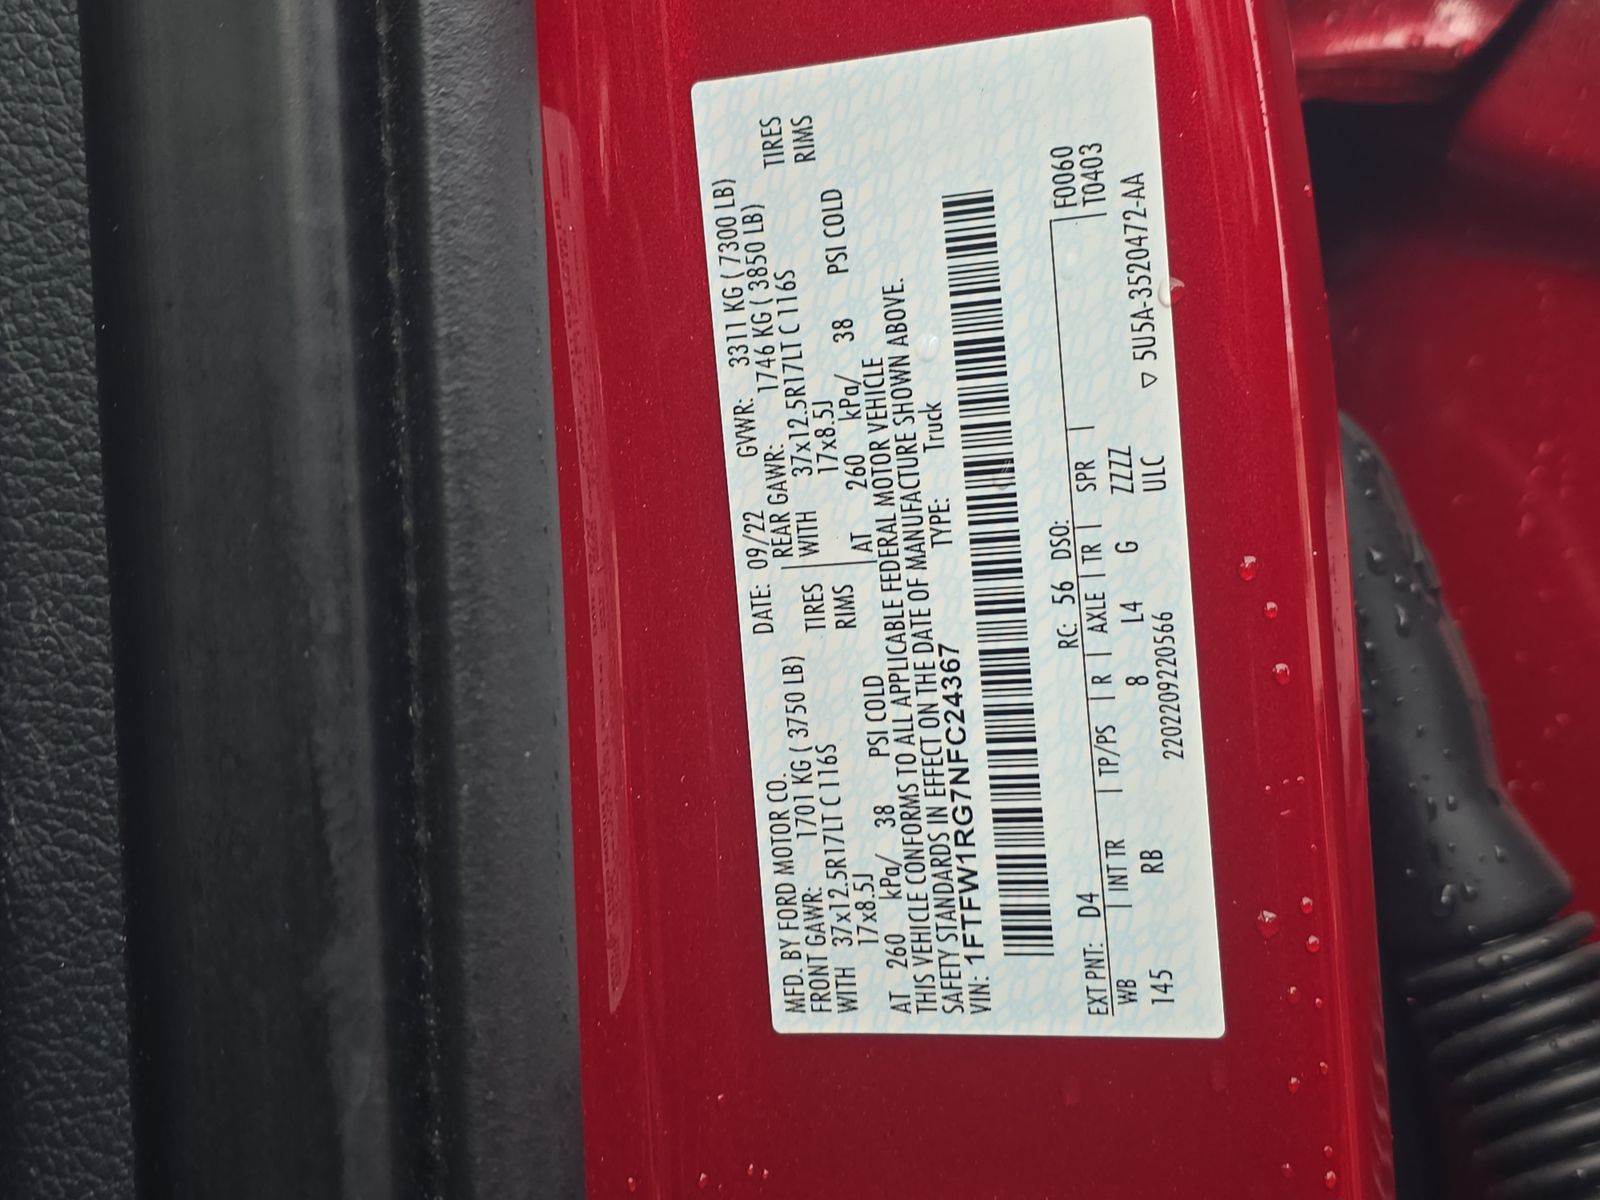 MFD. BY FORD MOTOR CO.
DATE: 09/22 GVWR: 3311 KG ( 7300 LB)
FRONT GAWR: 1701 KG ( 3750 LB) REAR GAWR: 1746 KG ( 3850 LB)
WITH 37x12.5R17LT C 116S TIRES WITH 37x12.5R17LT C 116S TIRES
17x8.5J RIMS 17x8.5J RIMS
AT 260 kPa/ 38 PSI COLD AT 260 kPa/ 38 PSI COLD
THIS VEHICLE CONFORMS TO ALL APPLICABLE FEDERAL MOTOR VEHICLE
SAFETY STANDARDS IN EFFECT ON THE DATE OF MANUFACTURE SHOWN ABOVE.
VIN: 1FTFW1RG7NFC24367 TYPE: Truck
F0060
T0403
EXT PNT: D4 RC: 56 DSO:
WB | INT TR | TP/PS | R | AXLE | TR | SPR |
145 RB 8 L4 G ZZZZ
ULC
2202209220566 ▽ 5U5A-3520472-AA